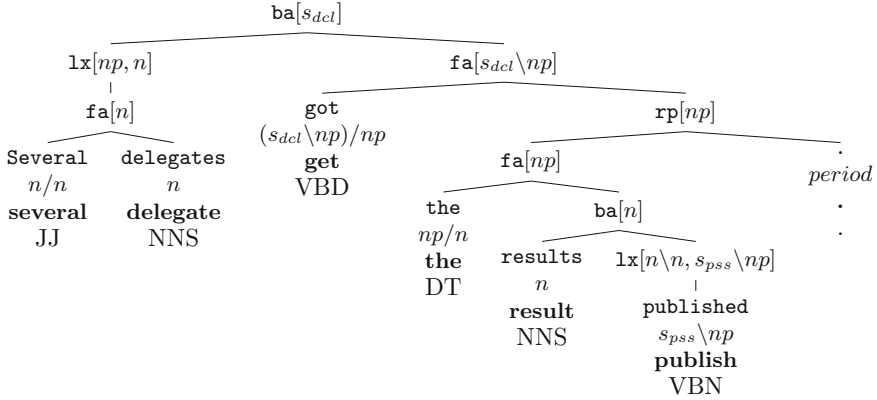 ba[s_dcl]
lx[np, n] fa[s_dcl\np]
fa[n] got rp[np]
(s_dcl\np)/np
Several delegates get fa[np] .
n/n n VBD period
several delegate the ba[n] .
JJ NNS np/n .
the results lx[n\n, s_pss\np]
DT n published
result s_pss\np
NNS publish
VBN